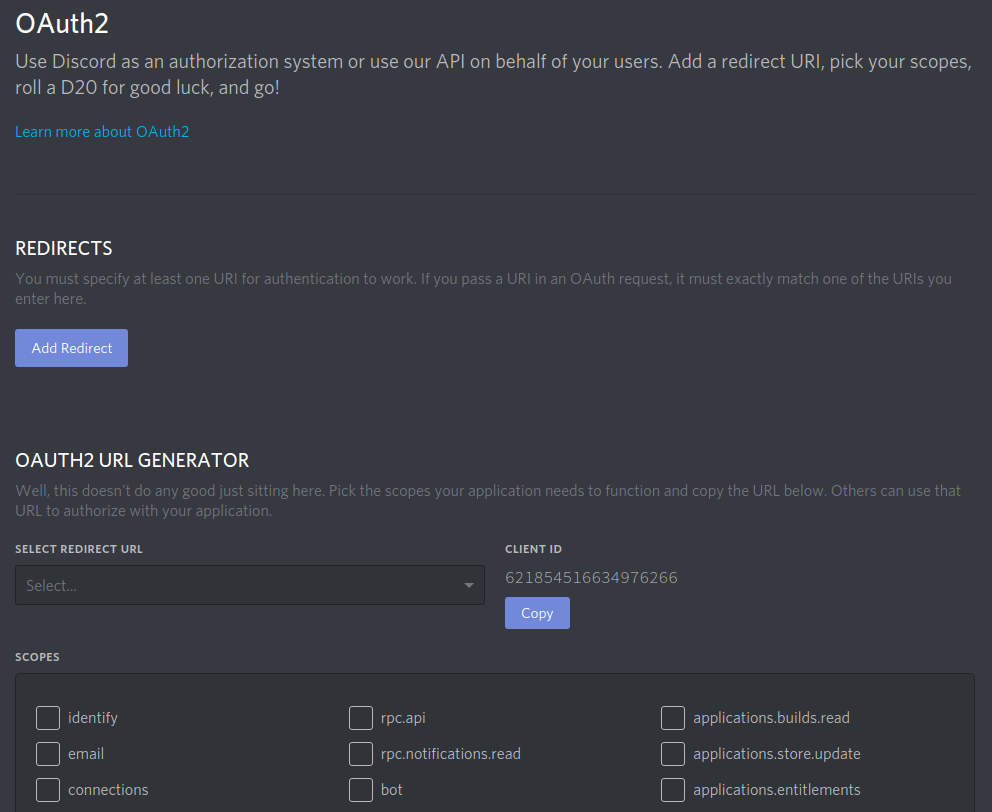 OAuth2
Use Discord as an authorization system or use our API on behalf of your users. Add a redirect URI, pick your scopes,
roll a D20 for good luck, and go!
Learn more about OAuth2
REDIRECTS
You must specify at least one URI for authentication to work. If you pass a URI in an OAuth request, it must exactly match one of the URIs you
enter here.
Add Redirect
OAUTH2 URL GENERATOR
Well, this doesn't do any good just sitting here. Pick the scopes your application needs to function and copy the URL below. Others can use that
URL to authorize with your application.
SELECT REDIRECT URL
CLIENT ID
Select...
621854516634976266
Copy
SCOPES
identify
rpc.api
applications.builds.read
email
rpc.notifications.read
applications.store.update
connections
bot
applications.entitlements